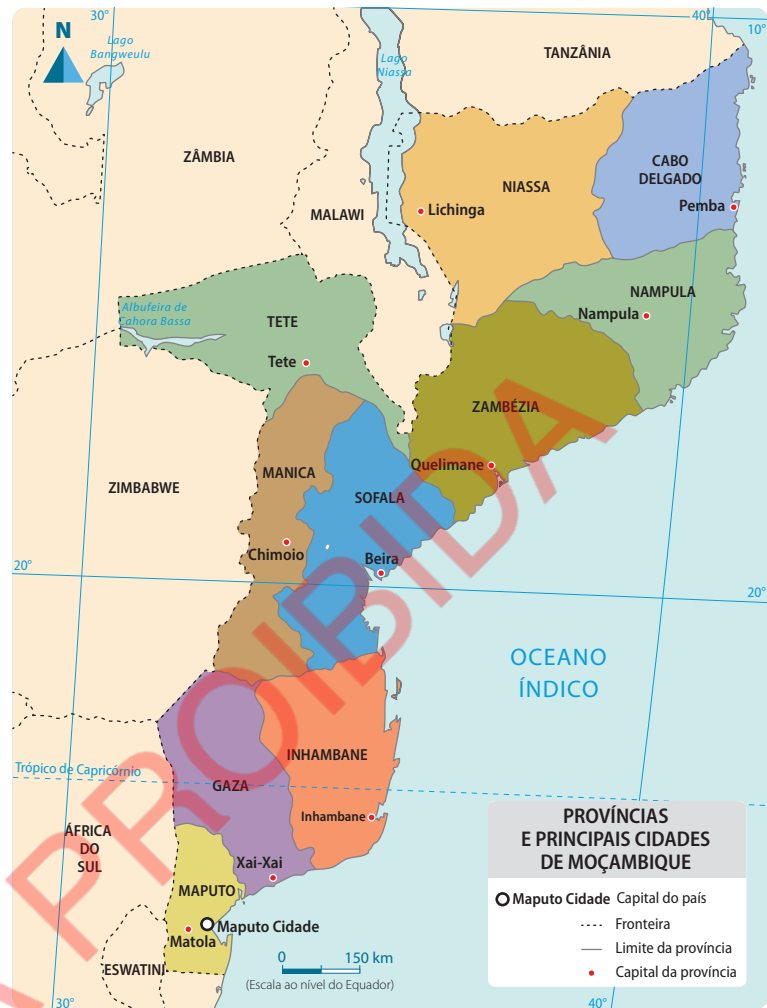 30°
40°
10°
N
Lago
Bangweulu
Lago
Niassa
TANZÂNIA
ZÂMBIA
MALAWI
NIASSA
Lichinga
CABO
DELGADO
Pemba
NAMPULA
Nampula
Albufeira de
Cahora Bassa
TETE
Tete
ZAMBÉZIA
Quelimane
ZIMBABWE
MANICA
SOFALA
Chimoio
Beira
20°
20°
OCEANO
ÍNDICO
INHAMBANE
Trópico de Capricórnio
GAZA
Inhambane
ÁFRICA
DO
SUL
Xai-Xai
MAPUTO
Maputo Cidade
Matola
ESWATINI
0 150 km
(Escala ao nível do Equador)
30°
40°
PROVÍNCIAS
E PRINCIPAIS CIDADES
DE MOÇAMBIQUE
Maputo Cidade Capital do país
Fronteira
Limite da província
Capital da província
PROIBIDA